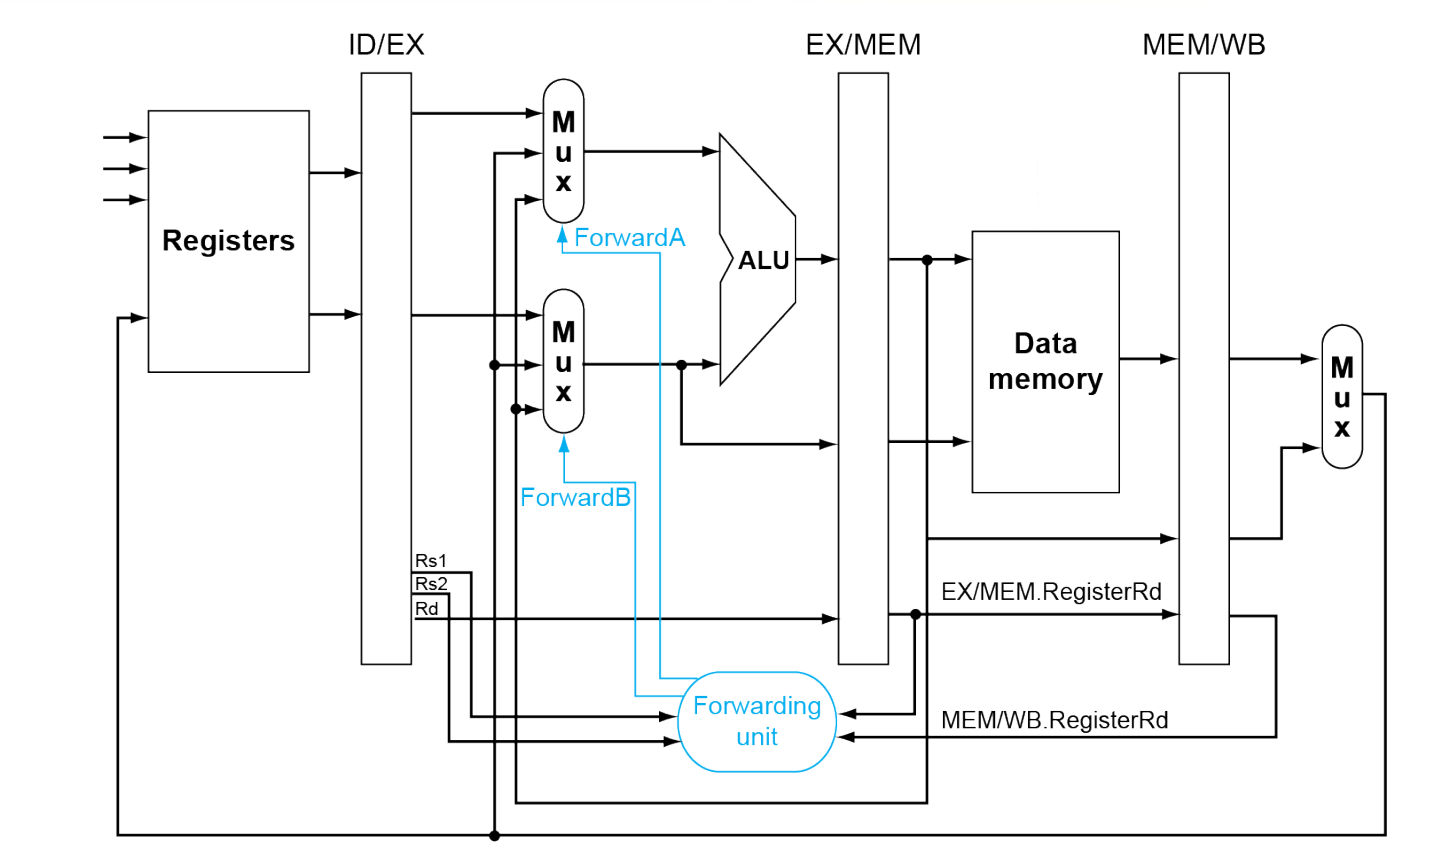 ID/EX
EX/MEM
MEM/WB
M
u
x
ForwardA
Registers
ALU
M
u
x
ForwardB
Data
memory
M
u
x
Rs1
Rs2
Rd
EX/MEM.RegisterRd
Forwarding
unit
MEM/WB.RegisterRd